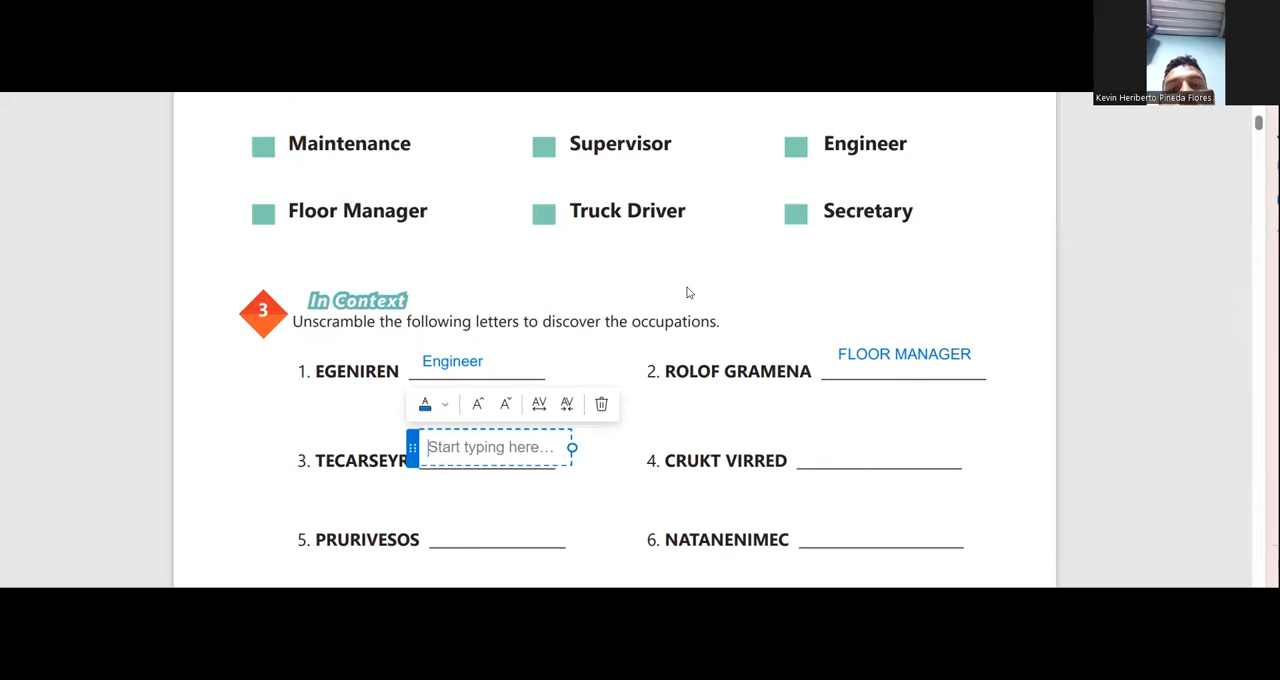 Kevin Heriberto Pineda Flores
Maintenance Supervisor Engineer
Floor Manager Truck Driver Secretary
3 In Context
Unscramble the following letters to discover the occupations.
1. EGENIREN Engineer 2. ROLOF GRAMENA FLOOR MANAGER
A A AV AV
Start typing here...
3. TECARSEYR 4. CRUKT VIRRED
5. PRURIVESOS 6. NATANENIMEC